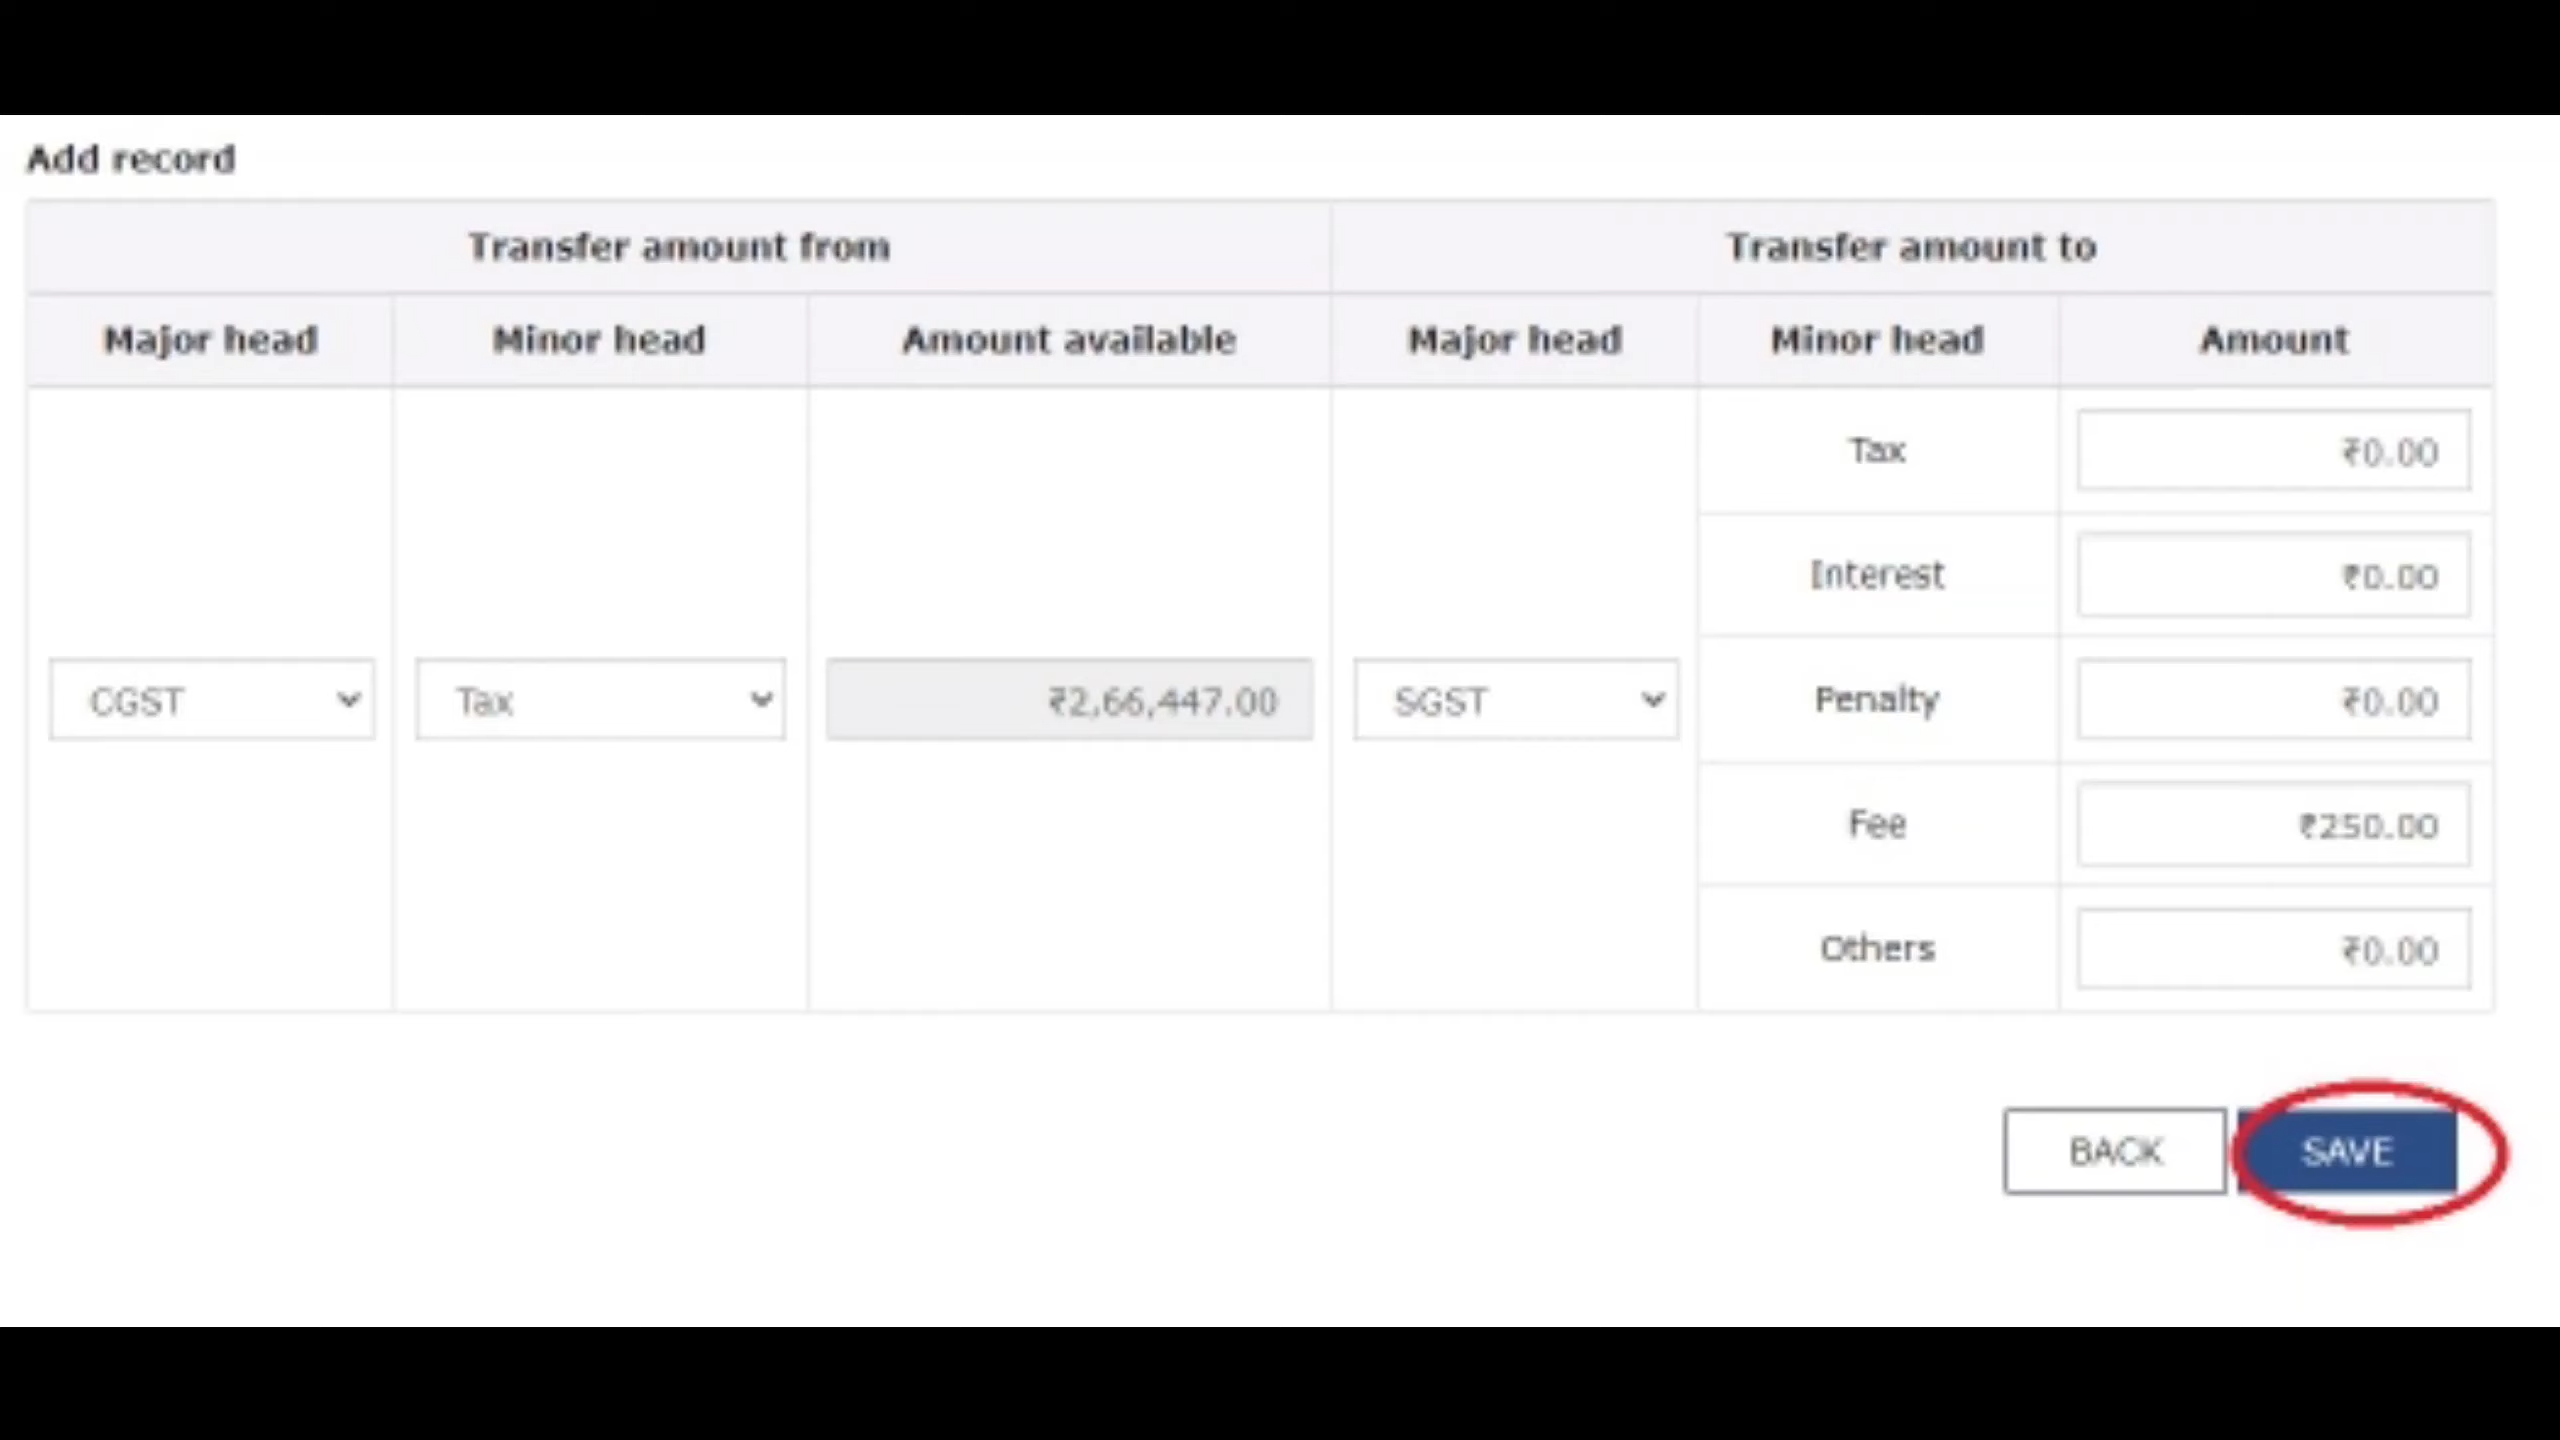 Add record
Transfer amount from Transfer amount to
Major head Minor head Amount available Major head Minor head Amount
Tax ₹0.00
Interest ₹0.00
CGST Tax ₹2,66,447.00 SGST Penalty ₹0.00
Fee ₹250.00
Others ₹0.00
BACK SAVE